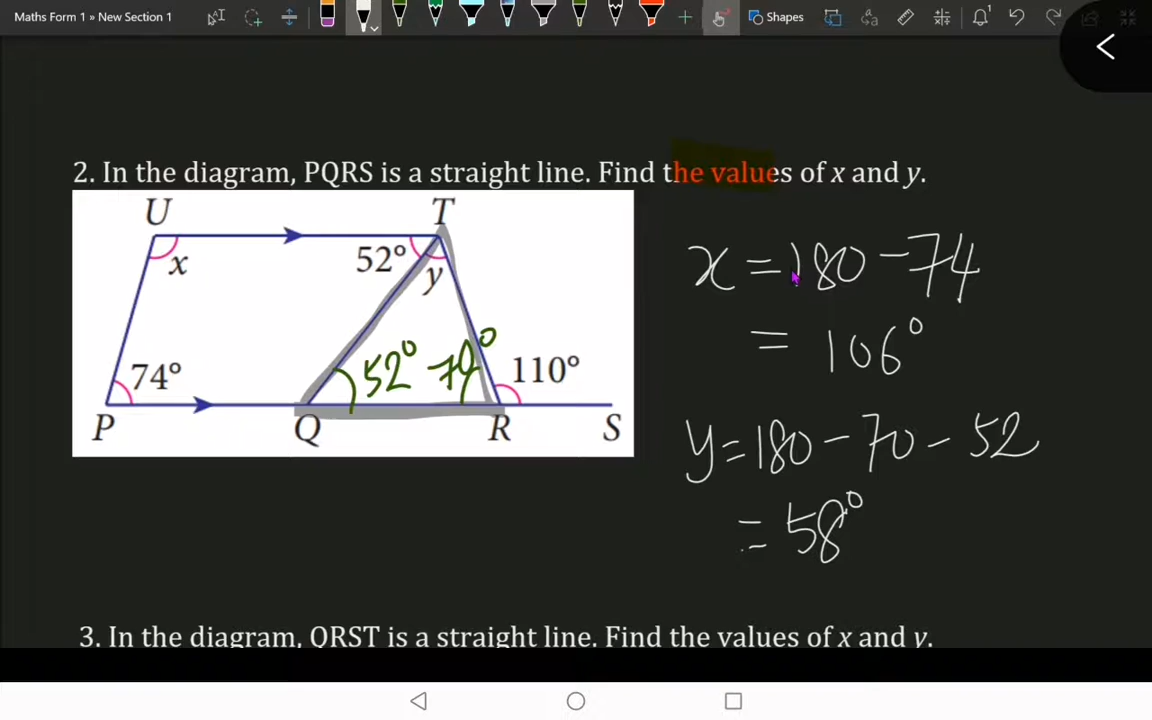 Maths Form 1 » New Section 1
Shapes
1
2. In the diagram, PQRS is a straight line. Find the values of x and y.
U T
52°
x y
x = 180 - 74
= 106°
74° 52° 70° 110°
P Q R S
y = 180 - 70 - 52
= 58°
3. In the diagram, QRST is a straight line. Find the values of x and y.